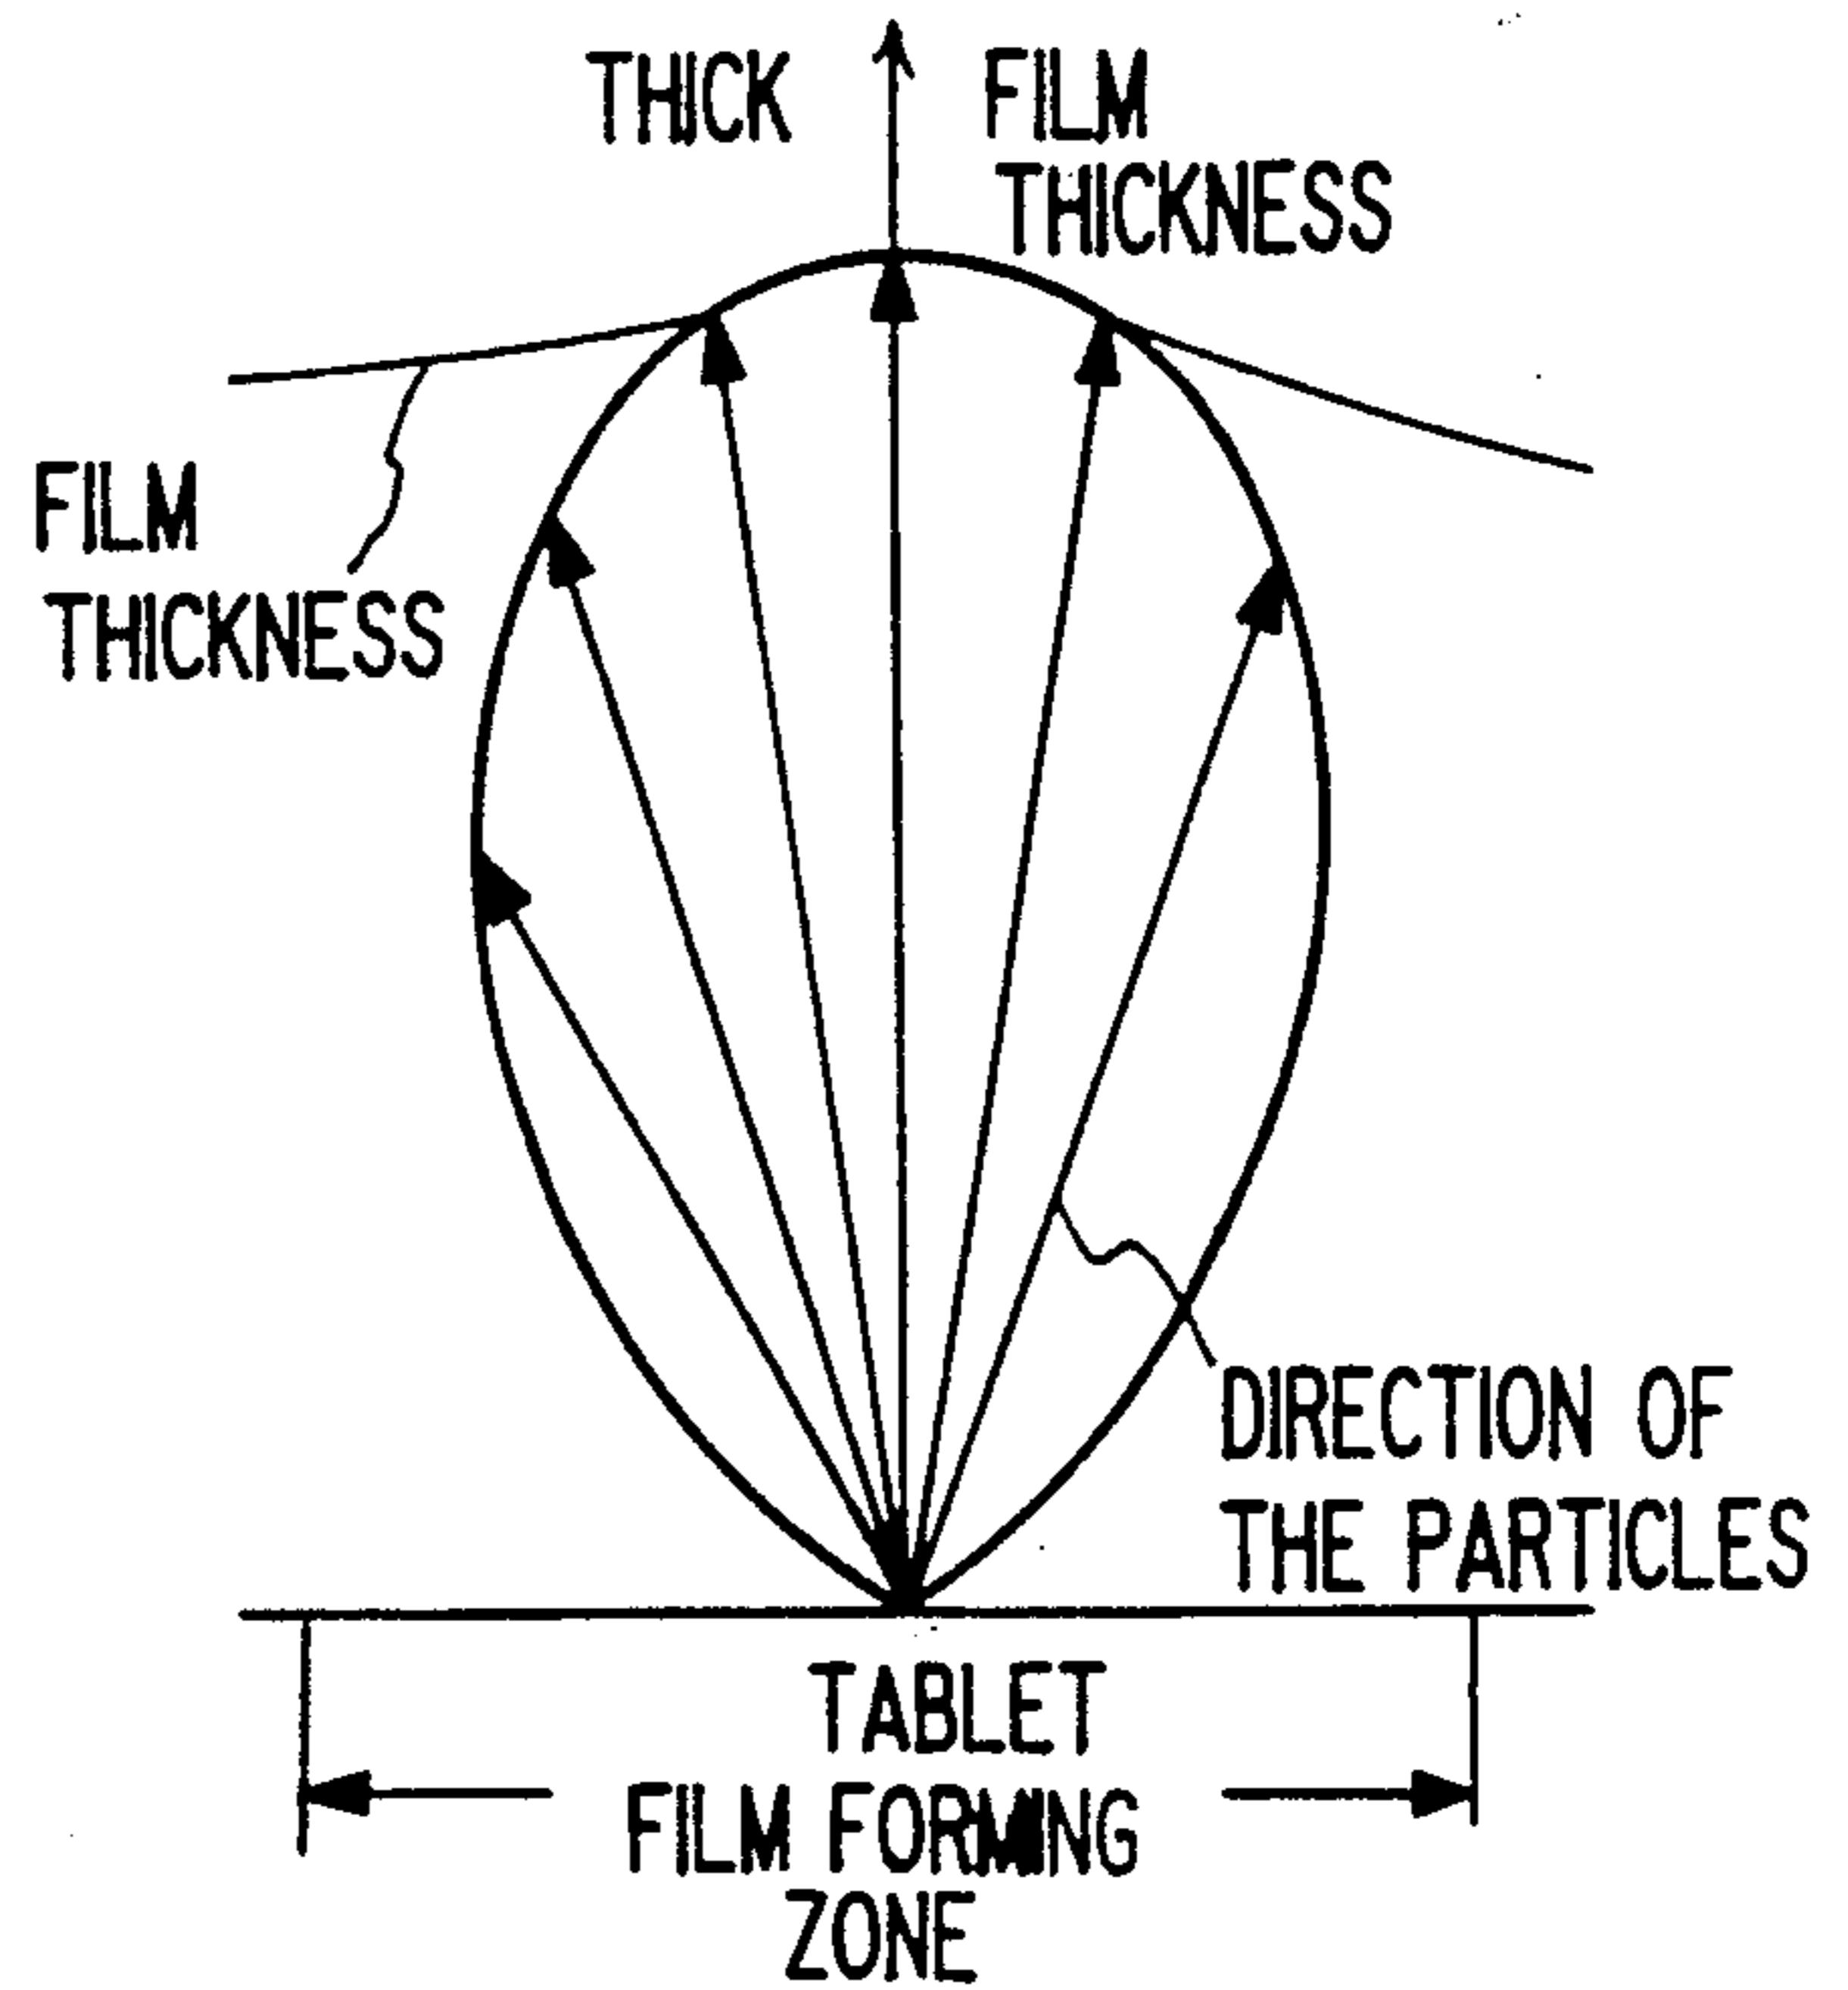 THICK
FILM
THICKNESS
FILM
THICKNESS
DIRECTION OF
THE PARTICLES
TABLET
FILM FORMING
ZONE